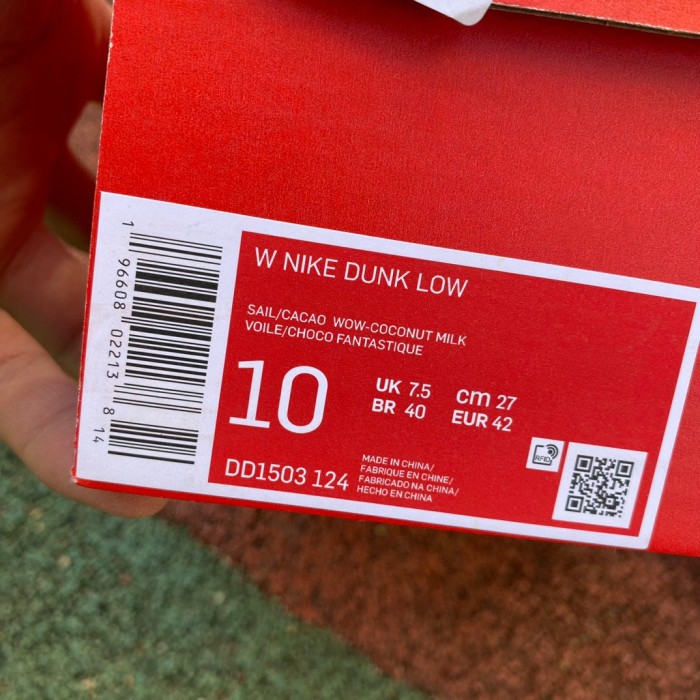 W NIKE DUNK LOW
SAIL/CACAO WOW-COCONUT MILK
VOILE/CHOCO FANTASTIQUE
10
UK 7.5 cm 27
BR 40 EUR 42
DD1503 124
MADE IN CHINA/
FABRIQUE EN CHINE/
FABRICADO NA CHINA/
HECHO EN CHINA
RFID
1 96608 02213 8 14